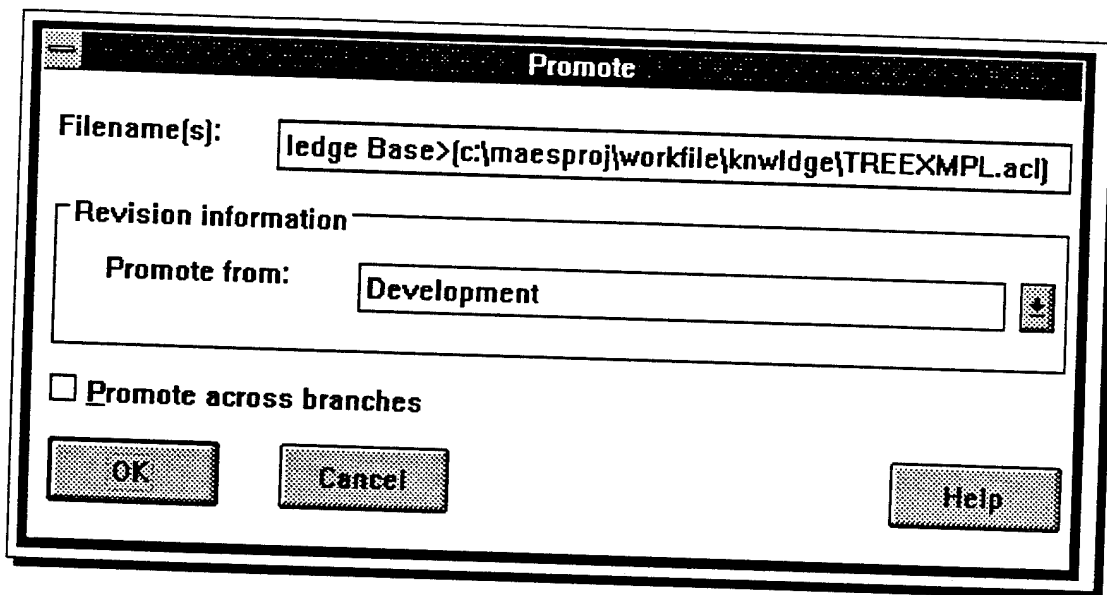 Promote
Filename(s):
ledge Base>(c:\maesproj\workfile\knwldge\TREEXMPL.acl)
Revision information
Promote from:
Development
Promote across branches
OK
Cancel
Help